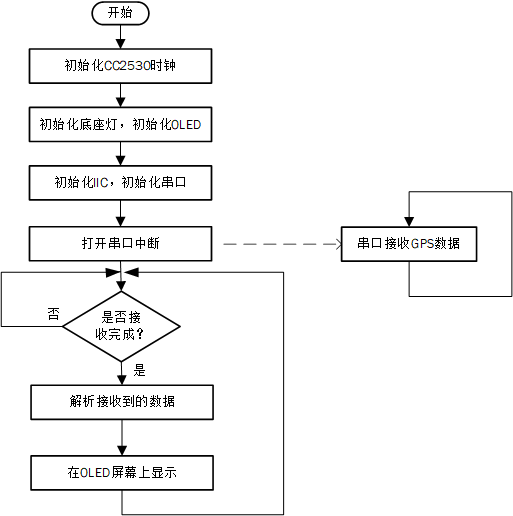 开始
初始化CC2530时钟
初始化底座灯，初始化OLED
初始化IIC，初始化串口
打开串口中断
串口接收GPS数据
否
是否接
收完成？
是
解析接收到的数据
在OLED屏幕上显示